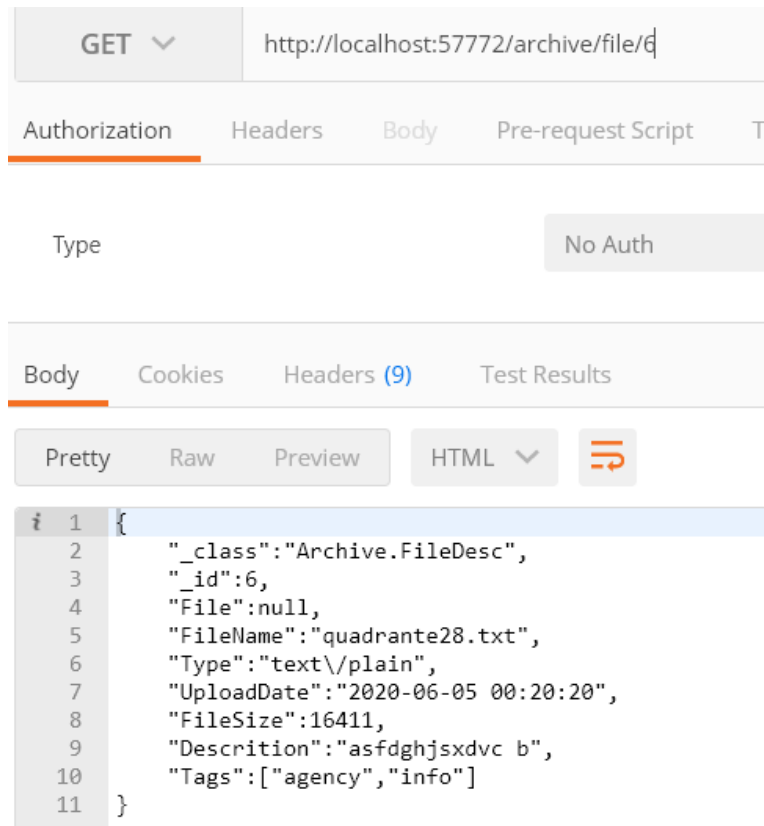 GET http://localhost:57772/archive/file/6
Authorization Headers Body Pre-request Script T
Type No Auth
Body Cookies Headers (9) Test Results
Pretty Raw Preview HTML
i 1 {
2 "_class":"Archive.FileDesc",
3 "_id":6,
4 "File":null,
5 "FileName":"quadrante28.txt",
6 "Type":"text\/plain",
7 "UploadDate":"2020-06-05 00:20:20",
8 "FileSize":16411,
9 "Descrition":"asfdghjsxdvc b",
10 "Tags":["agency","info"]
11 }